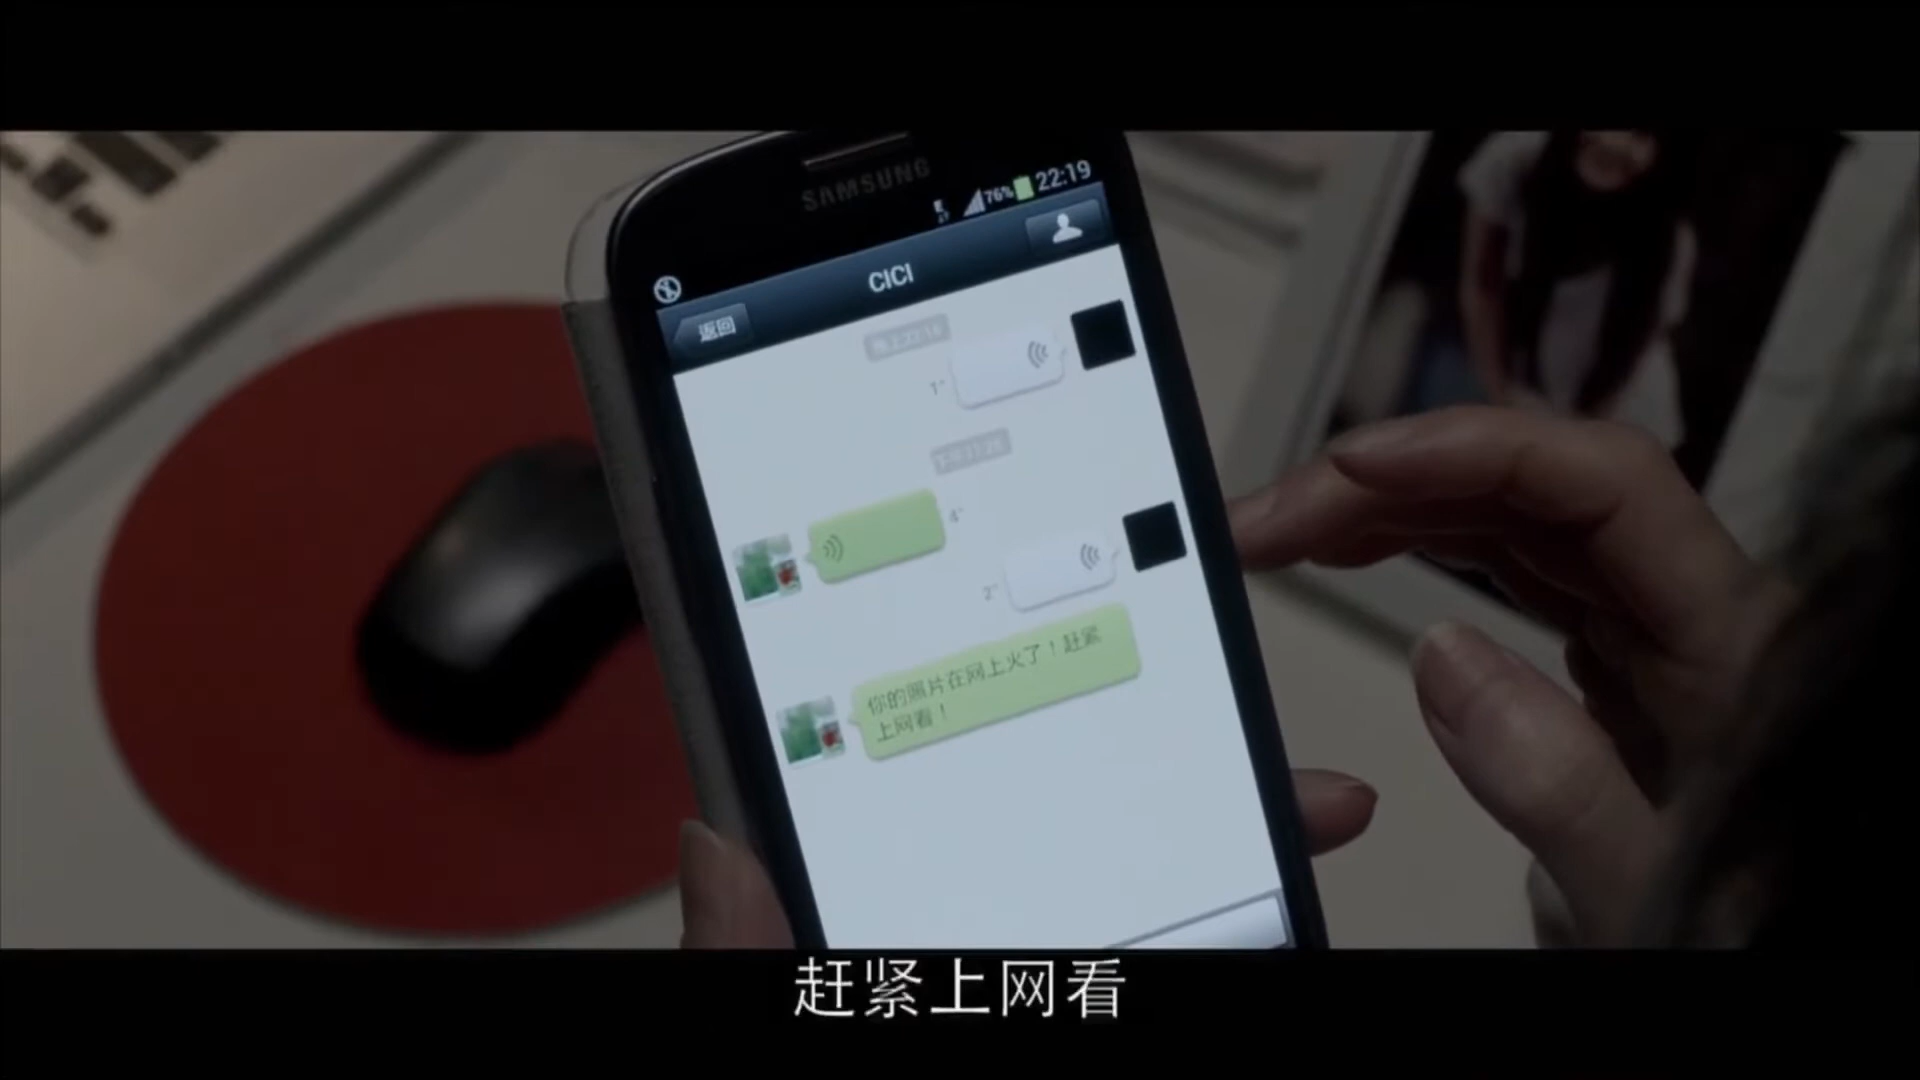 SAMSUNG
76%
22:19
CICI
返回
1"
4"
2"
你的照片在网上火了！赶紧
上网看！
赶紧上网看